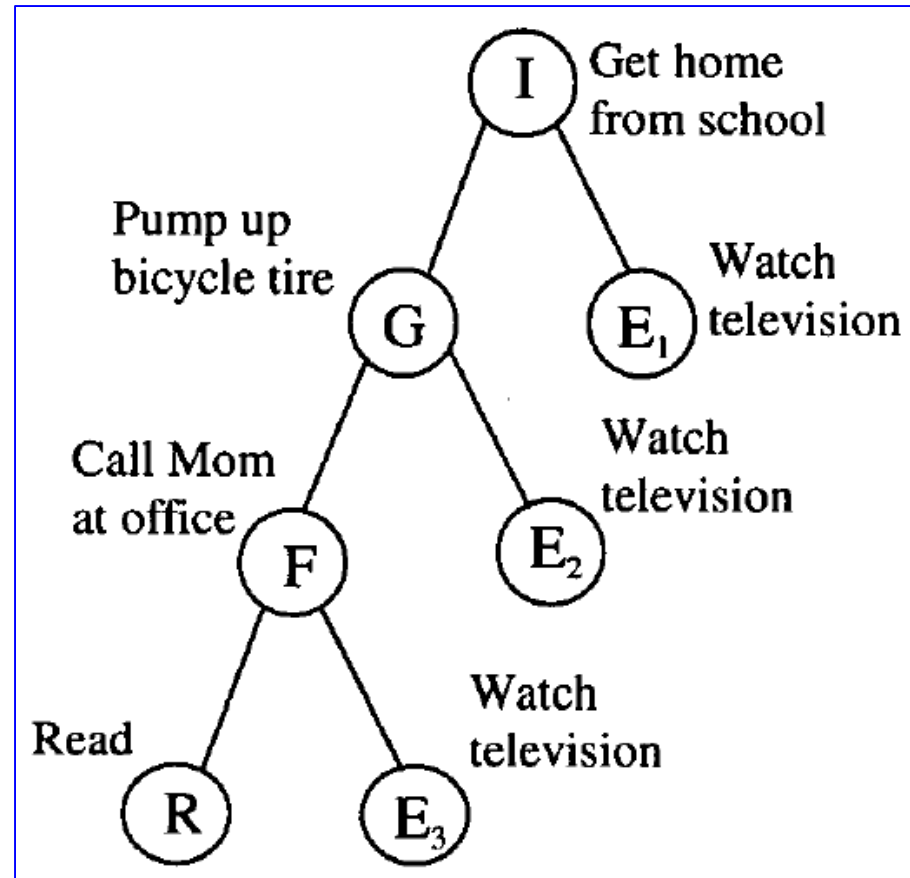 I
Get home
from school
Pump up
bicycle tire
G
E₁
Watch
television
Call Mom
at office
F
E₂
Watch
television
Read
R
E₃
Watch
television